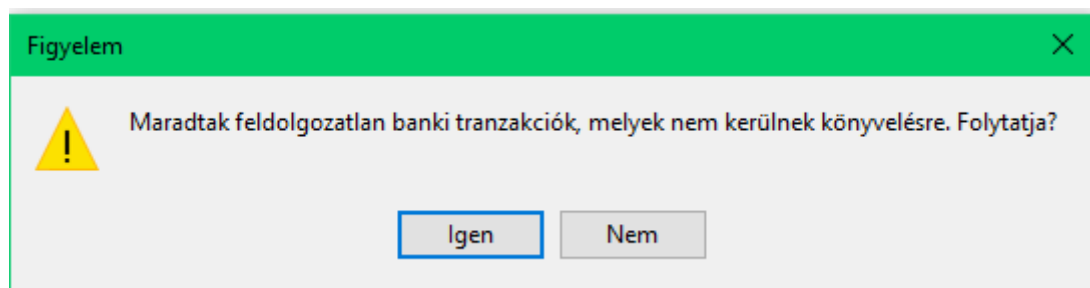 Figyelem
Maradtak feldolgozatlan banki tranzakciók, melyek nem kerülnek könyvelésre. Folytatja?
Igen Nem